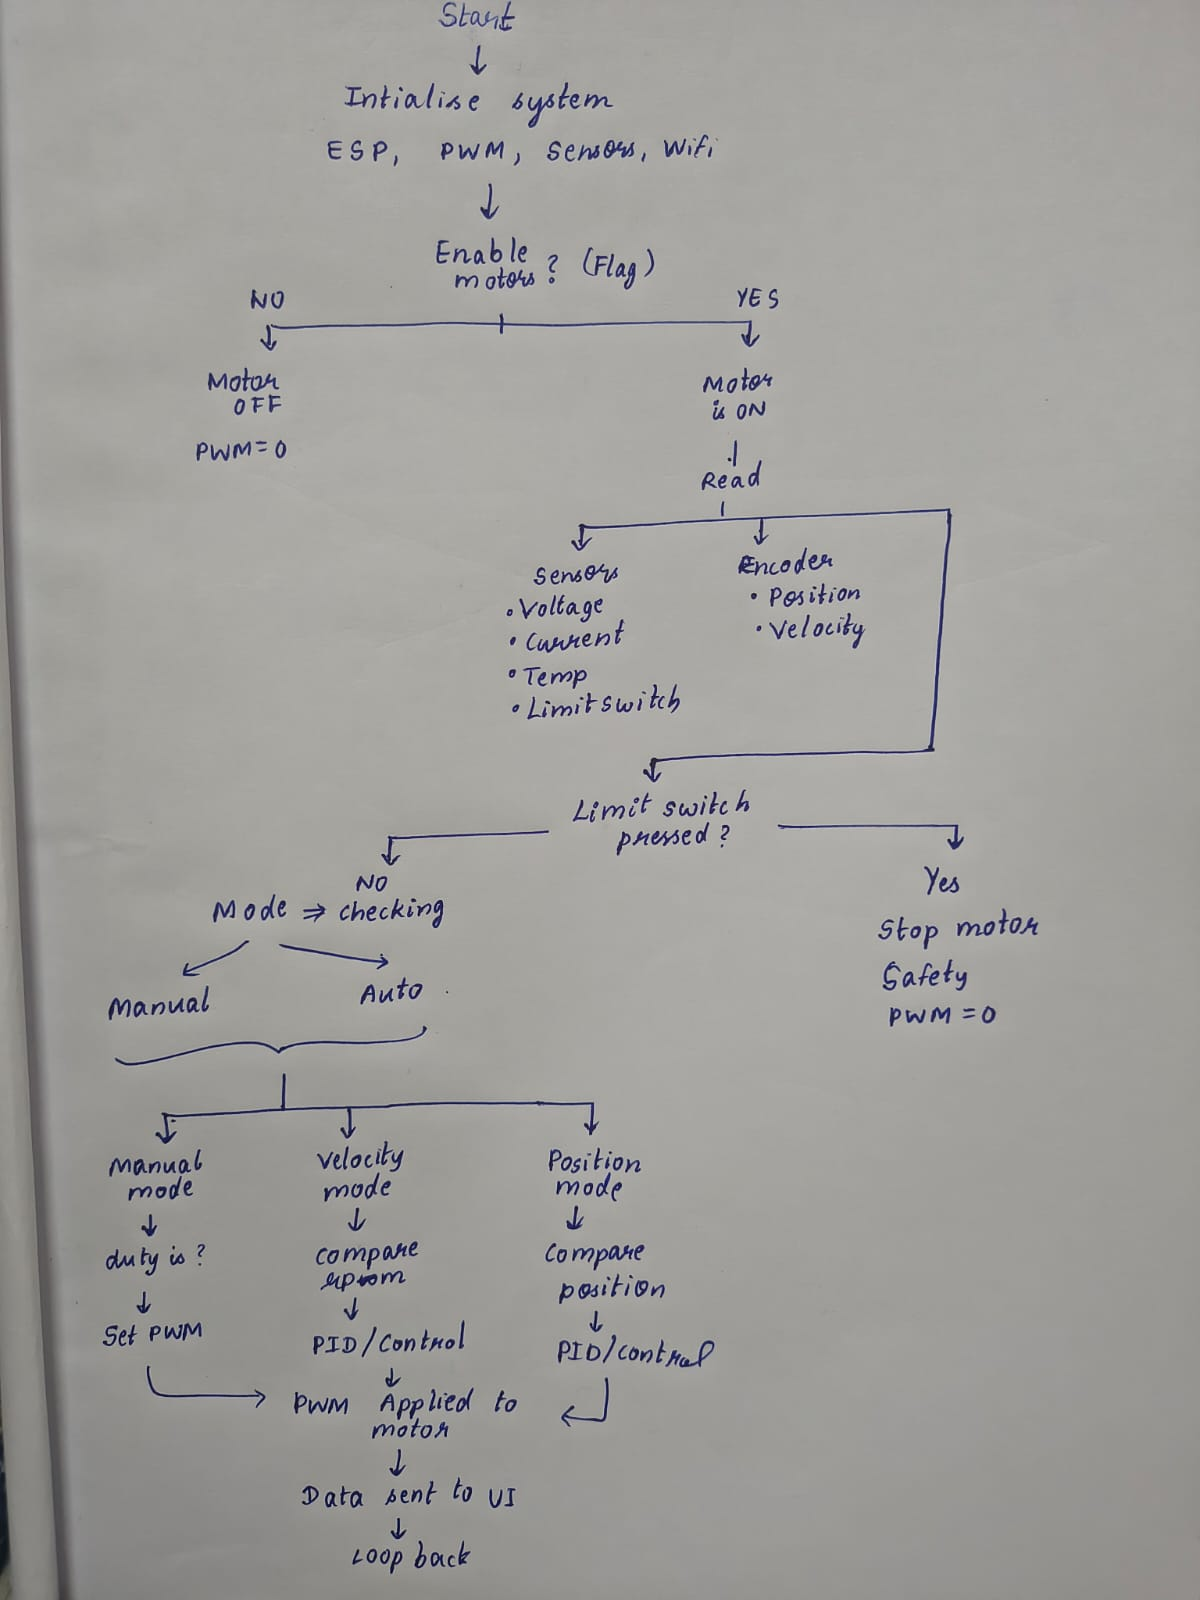 Start
Intialise system
ESP, PWM, Sensors, Wifi
Enable
motors? (Flag)
NO
YES
Motor
OFF
PWM=0
Motor
is ON
Read
Sensors
• Voltage
• Current
• Temp
• Limit switch
Encoder
• Position
• Velocity
Limit switch
pressed?
NO
Mode ⇒ checking
Manual
Auto
Yes
Stop motor
Safety
PWM=0
Manual
mode
duty is?
Set PWM
Velocity
mode
compare
PID/Control
Position
mode
Compare
position
PID/control
PWM Applied to
motor
Data sent to UI
Loop back